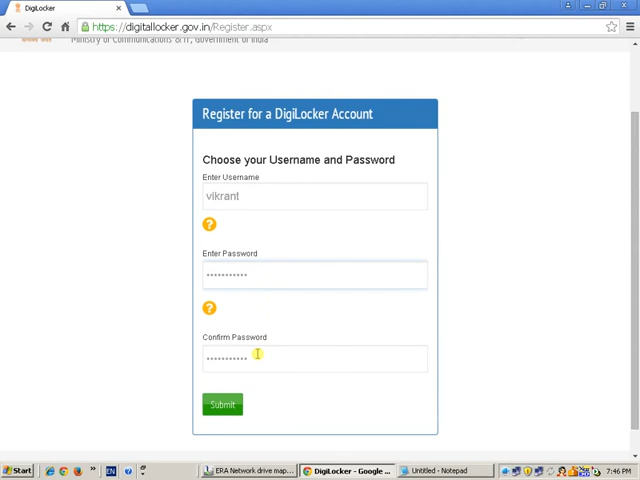 DigiLocker
https://digitallocker.gov.in/Register.aspx
Ministry of Communications & IT, Government of India
Register for a DigiLocker Account
Choose your Username and Password
Enter Username
vikrant
?
Enter Password
•••••••••••
?
Confirm Password
•••••••••••
Submit
Start
EN
ERA Network drive map...
DigiLocker - Google ...
Untitled - Notepad
7:46 PM